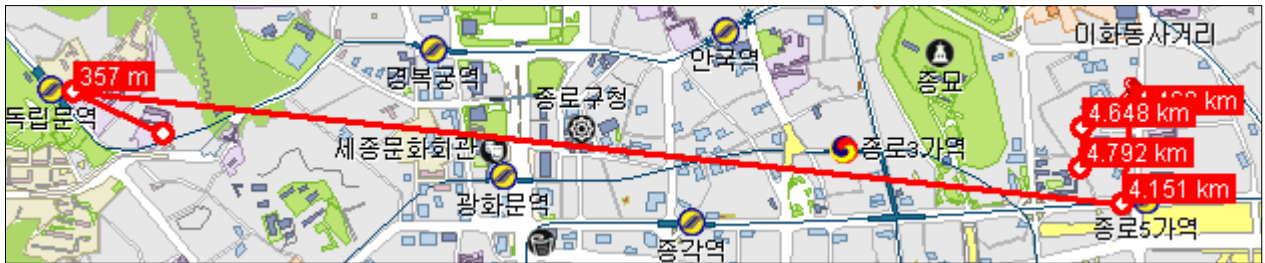 이화동사거리
357 m
경복궁역
안국역
종묘
종로구청
4.648 km
독립문역
세종문화회관
종로3가역
4.792 km
4.151 km
광화문역
종로5가역
종각역